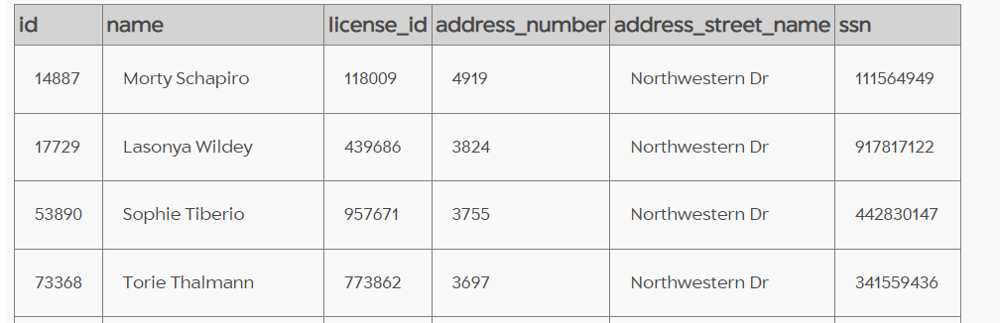 id name license_id address_number address_street_name ssn
14887 Morty Schapiro 118009 4919 Northwestern Dr 111564949
17729 Lasonya Wildey 439686 3824 Northwestern Dr 917817122
53890 Sophie Tiberio 957671 3755 Northwestern Dr 442830147
73368 Torie Thalmann 773862 3697 Northwestern Dr 341559436